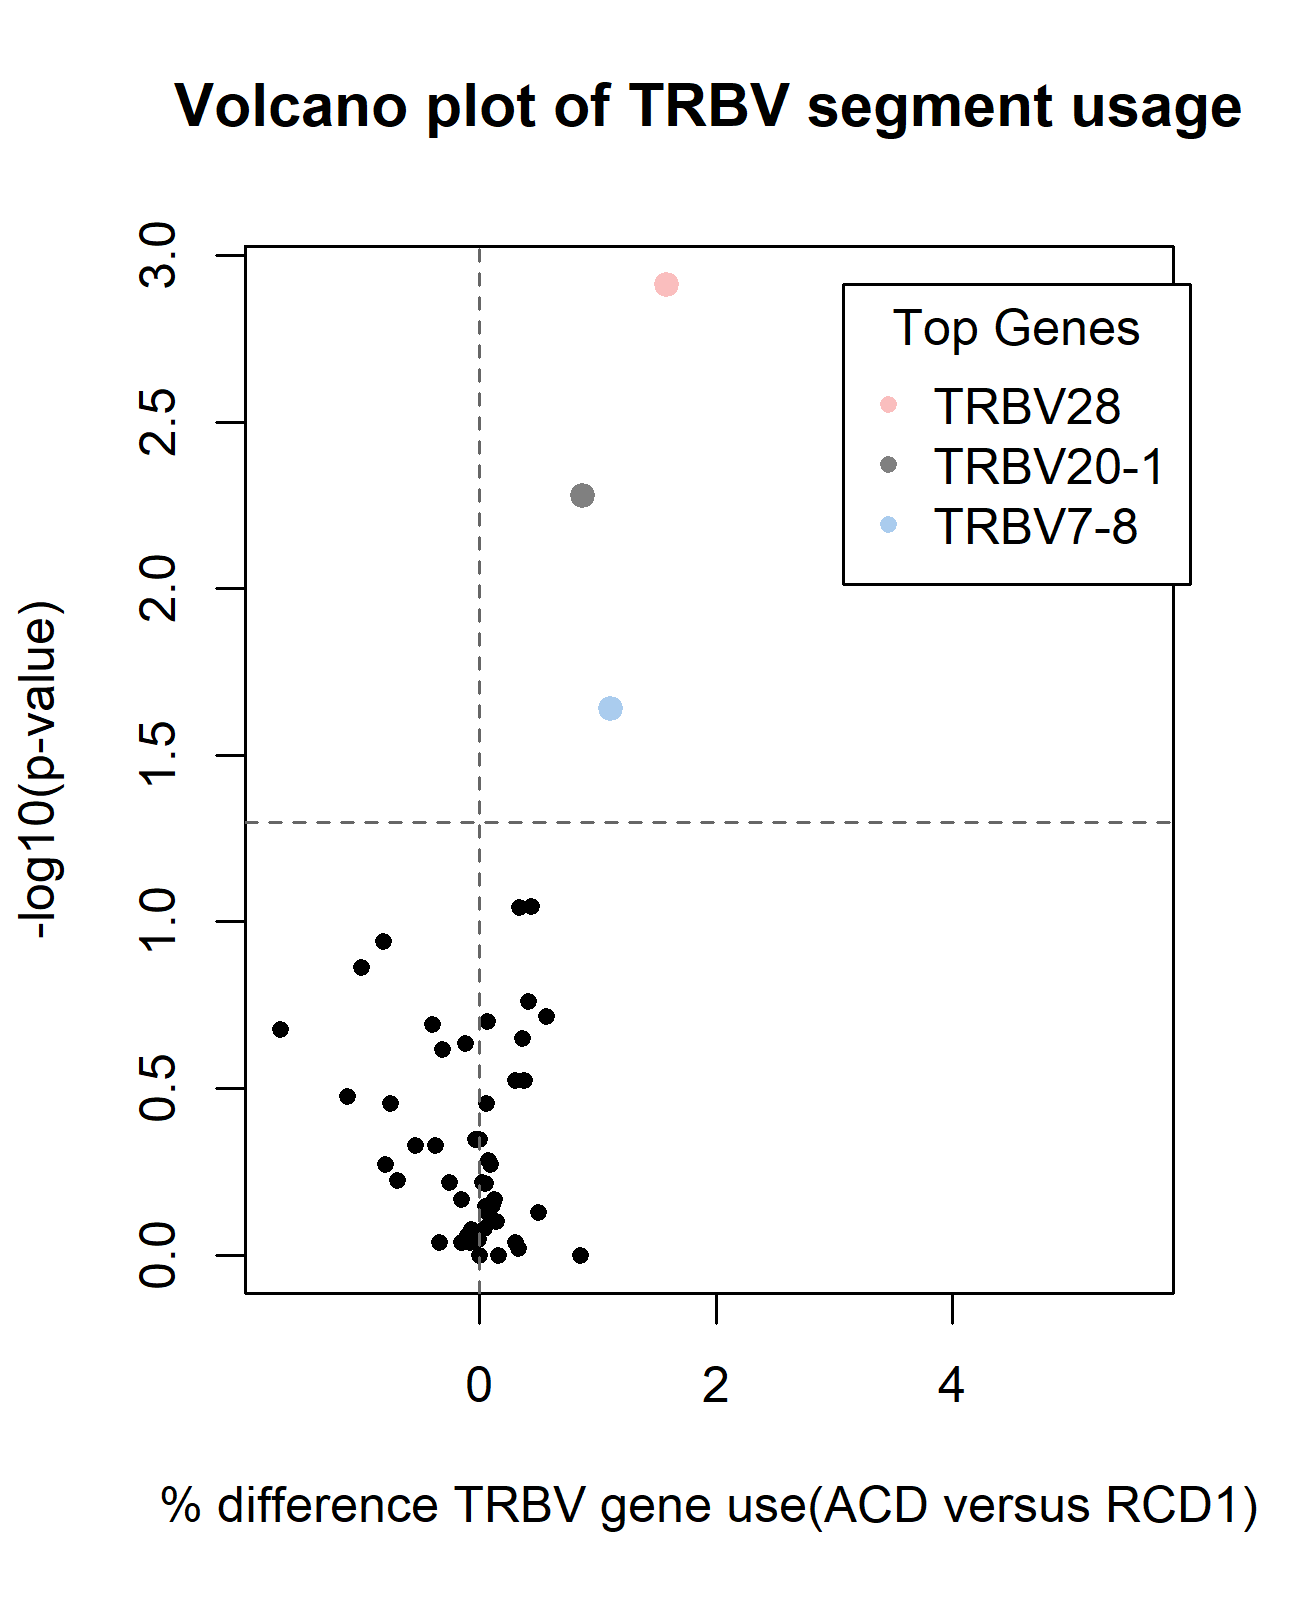 Volcano plot of TRBV segment usage
3.0
2.5
2.0
1.5
1.0
0.5
0.0
-log10(p-value)
Top Genes
TRBV28
TRBV20-1
TRBV7-8
0 2 4
% difference TRBV gene use(ACD versus RCD1)